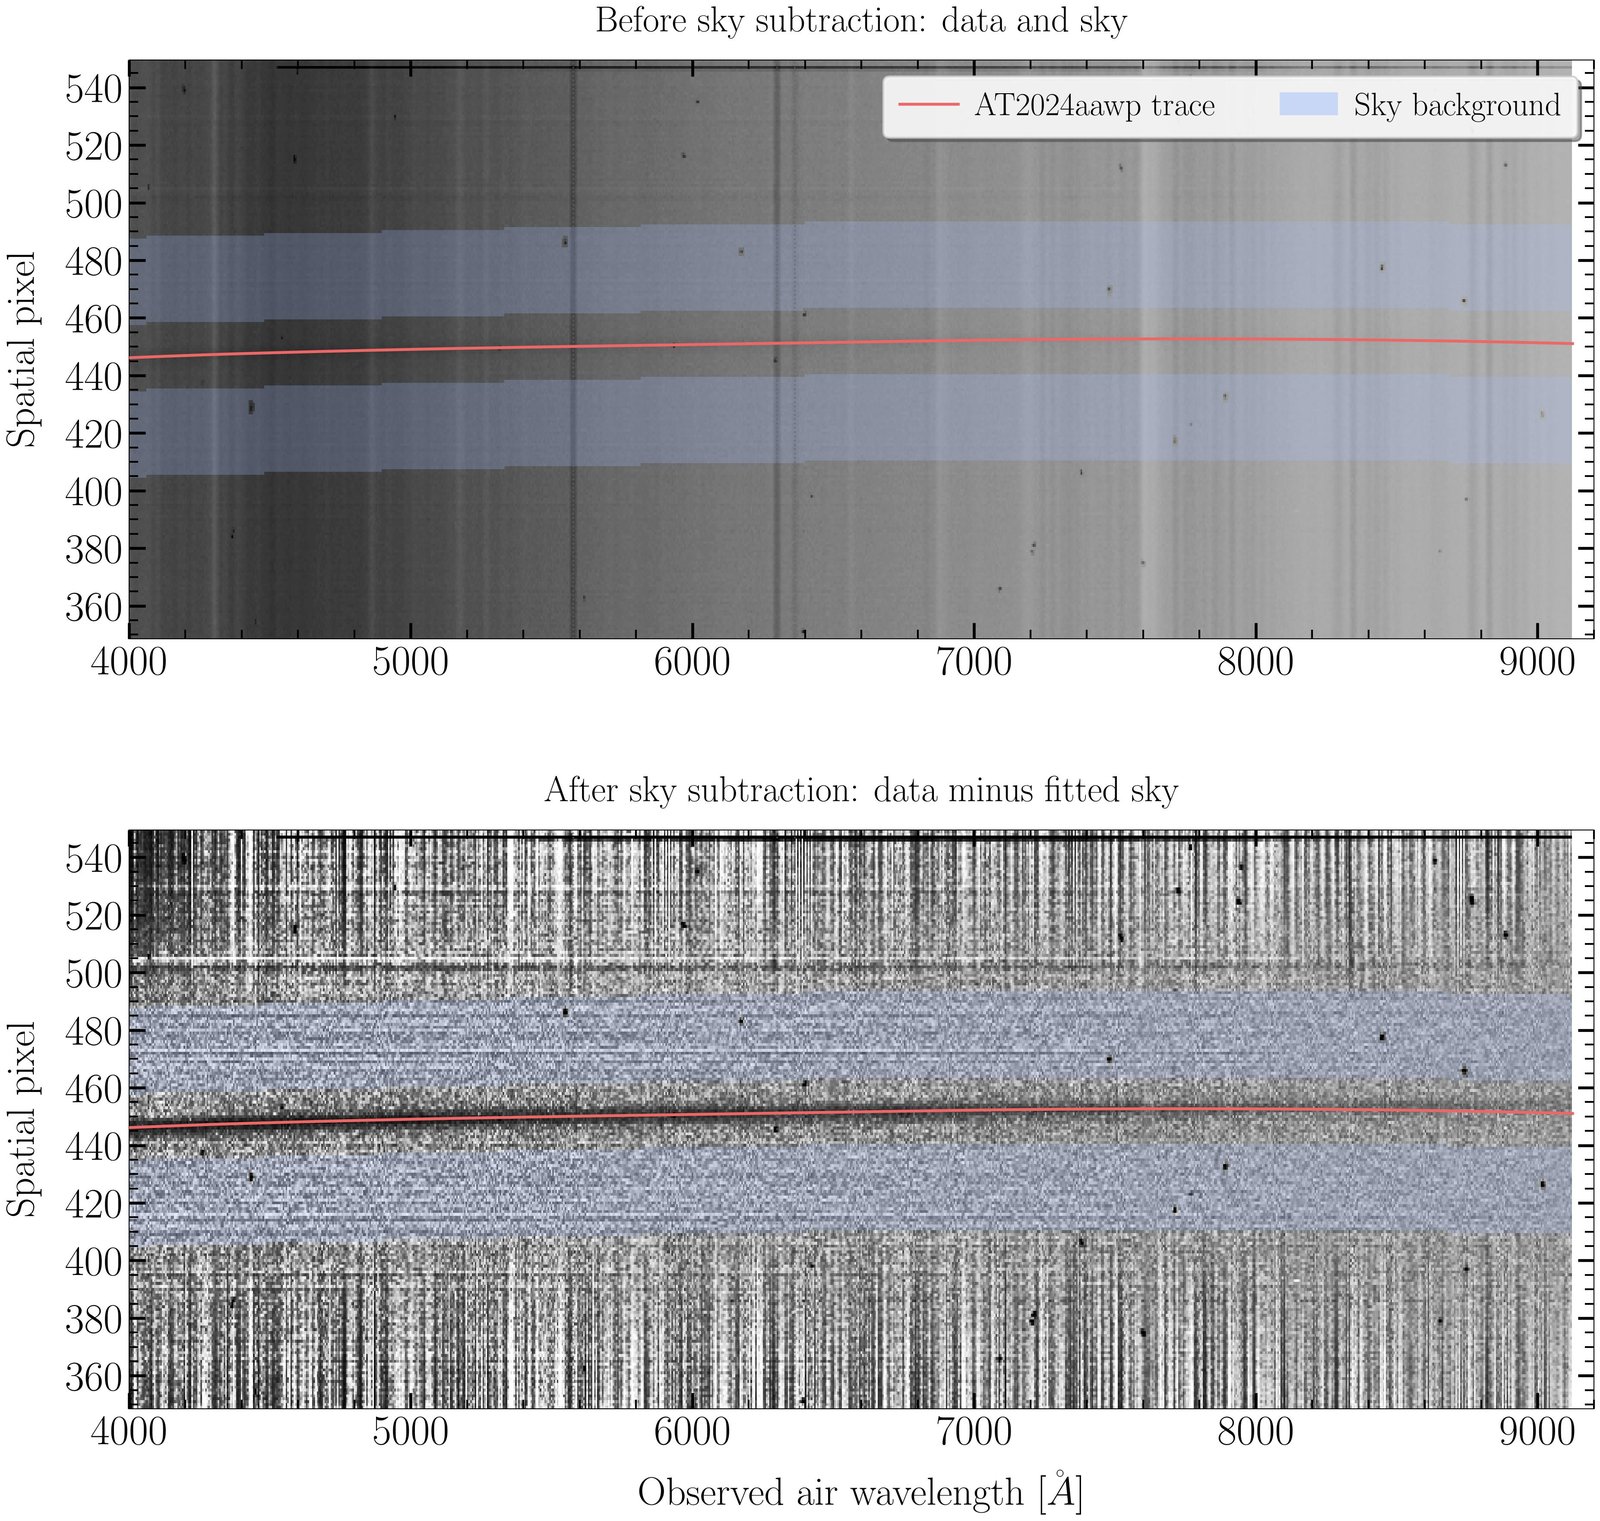 Before sky subtraction: data and sky
AT2024aawp trace
Sky background
Spatial pixel
540
520
500
480
460
440
420
400
380
360
4000 5000 6000 7000 8000 9000
After sky subtraction: data minus fitted sky
Spatial pixel
540
520
500
480
460
440
420
400
380
360
4000 5000 6000 7000 8000 9000
Observed air wavelength [Å]